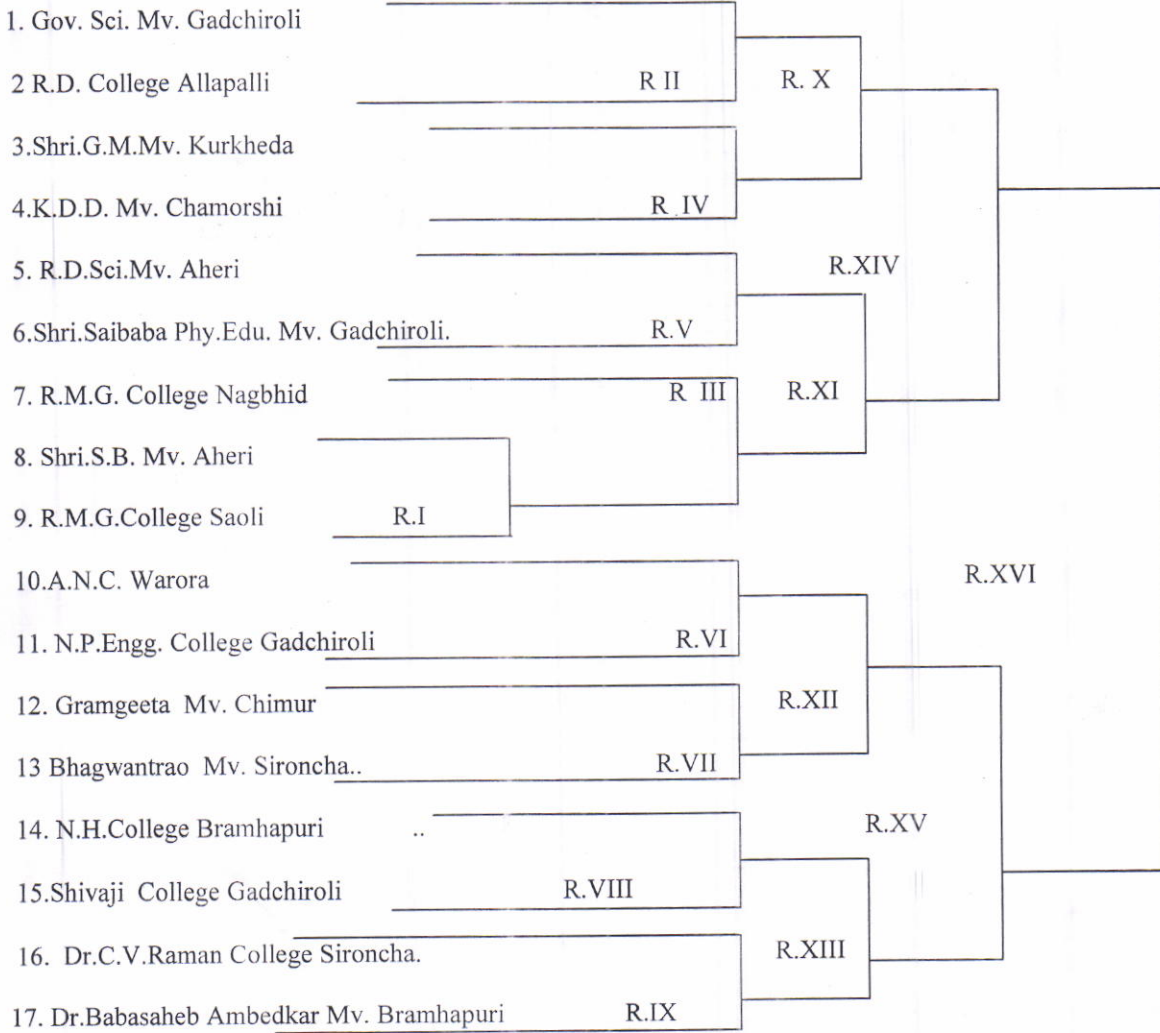 1. Gov. Sci. Mv. Gadchiroli
2 R.D. College Allapalli R II R. X
3.Shri.G.M.Mv. Kurkheda
4.K.D.D. Mv. Chamorshi R IV
5. R.D.Sci.Mv. Aheri R.XIV
6.Shri.Saibaba Phy.Edu. Mv. Gadchiroli. R.V
7. R.M.G. College Nagbhid R III R.XI
8. Shri.S.B. Mv. Aheri
9. R.M.G.College Saoli R.I
10.A.N.C. Warora R.XVI
11. N.P.Engg. College Gadchiroli R.VI
12. Gramgeeta Mv. Chimur R.XII
13 Bhagwantrao Mv. Sironcha.. R.VII
14. N.H.College Bramhapuri .. R.XV
15.Shivaji College Gadchiroli R.VIII
16. Dr.C.V.Raman College Sironcha. R.XIII
17. Dr.Babasaheb Ambedkar Mv. Bramhapuri R.IX